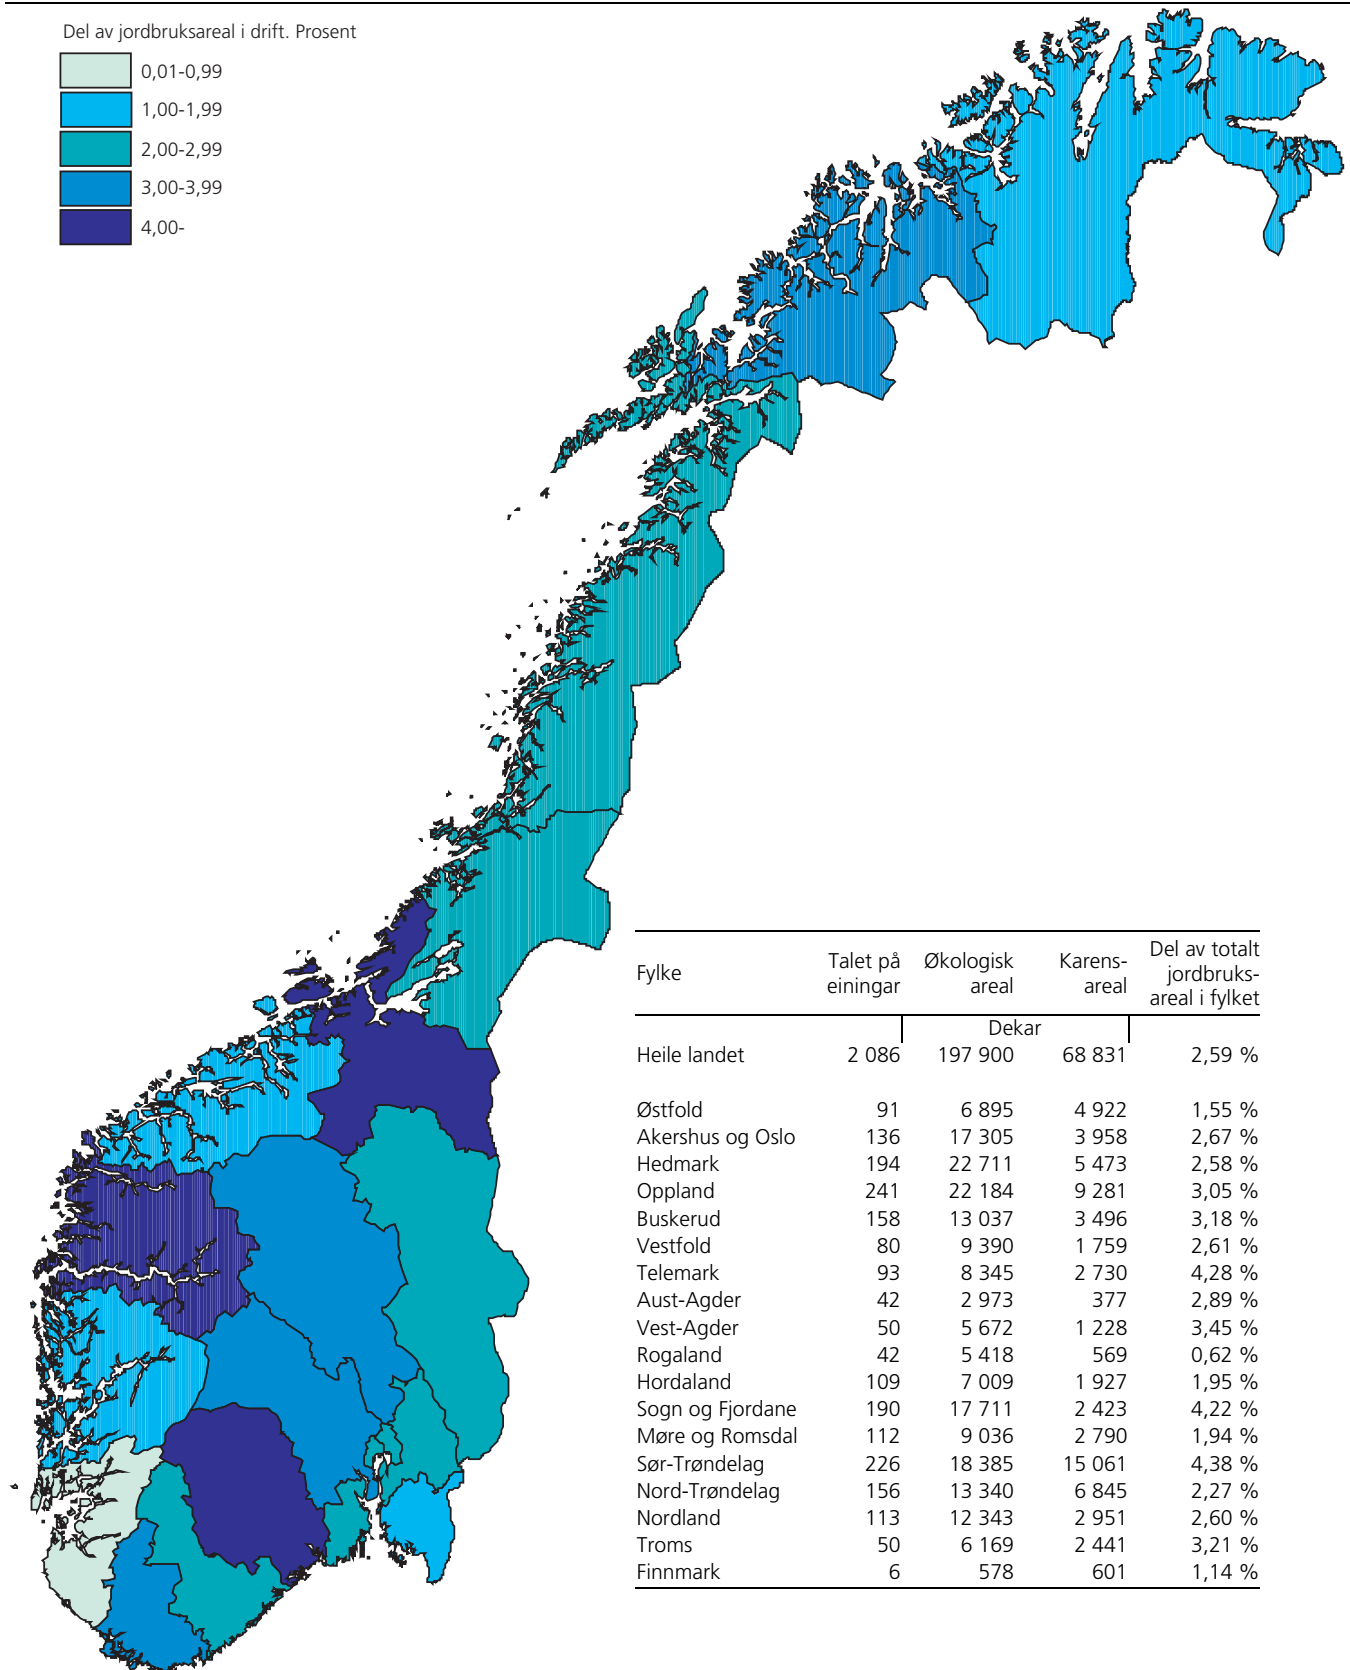 Del av jordbruksareal i drift. Prosent
0,01-0,99
1,00-1,99
2,00-2,99
3,00-3,99
4,00-
Fylke Talet på einingar Økologisk areal Karens-areal Del av totalt jordbruks-areal i fylket
Dekar
Heile landet 2 086 197 900 68 831 2,59 %
Østfold 91 6 895 4 922 1,55 %
Akershus og Oslo 136 17 305 3 958 2,67 %
Hedmark 194 22 711 5 473 2,58 %
Oppland 241 22 184 9 281 3,05 %
Buskerud 158 13 037 3 496 3,18 %
Vestfold 80 9 390 1 759 2,61 %
Telemark 93 8 345 2 730 4,28 %
Aust-Agder 42 2 973 377 2,89 %
Vest-Agder 50 5 672 1 228 3,45 %
Rogaland 42 5 418 569 0,62 %
Hordaland 109 7 009 1 927 1,95 %
Sogn og Fjordane 190 17 711 2 423 4,22 %
Møre og Romsdal 112 9 036 2 790 1,94 %
Sør-Trøndelag 226 18 385 15 061 4,38 %
Nord-Trøndelag 156 13 340 6 845 2,27 %
Nordland 113 12 343 2 951 2,60 %
Troms 50 6 169 2 441 3,21 %
Finnmark 6 578 601 1,14 %